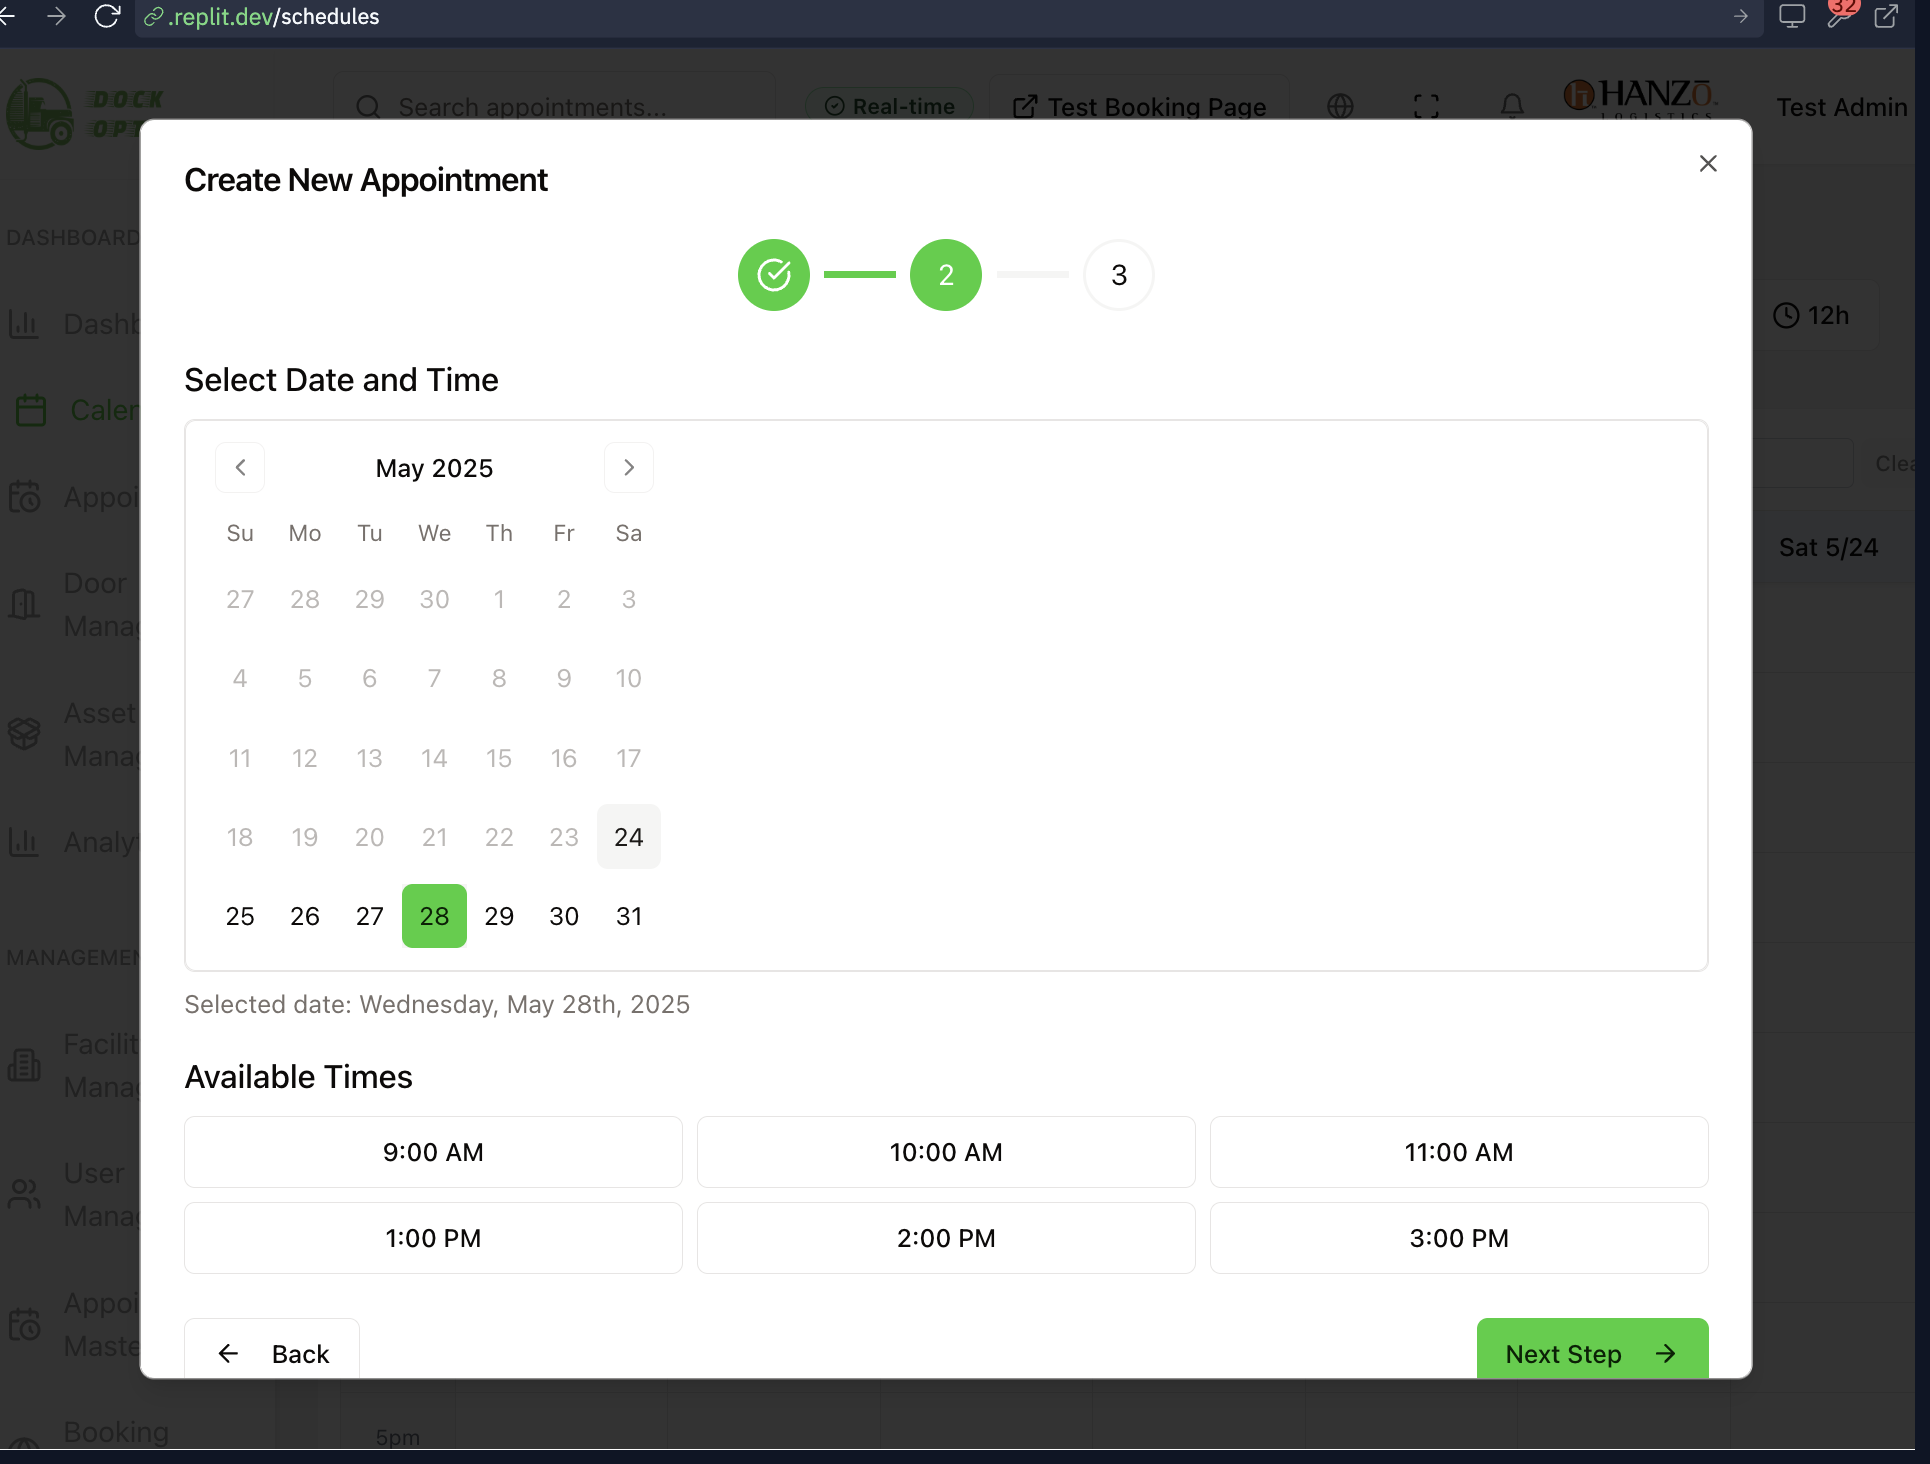 .replit.dev/schedules
32
DOCK
OPT
Search appointments...
Real-time
Test Booking Page
HANZŌ
LOGISTICS
Test Admin
Create New Appointment
DASHBOARD
2
3
Dashb
12h
Select Date and Time
Calen
May 2025
Clea
Appoi
Su Mo Tu We Th Fr Sa
Sat 5/24
27 28 29 30 1 2 3
Door
Manag
4 5 6 7 8 9 10
Asset
Manag
11 12 13 14 15 16 17
18 19 20 21 22 23 24
Analyt
25 26 27 28 29 30 31
MANAGEMEN
Selected date: Wednesday, May 28th, 2025
Facilit
Manag
Available Times
9:00 AM 10:00 AM 11:00 AM
User
Manag
1:00 PM 2:00 PM 3:00 PM
Appoi
Maste
Back
Next Step
Booking
5pm